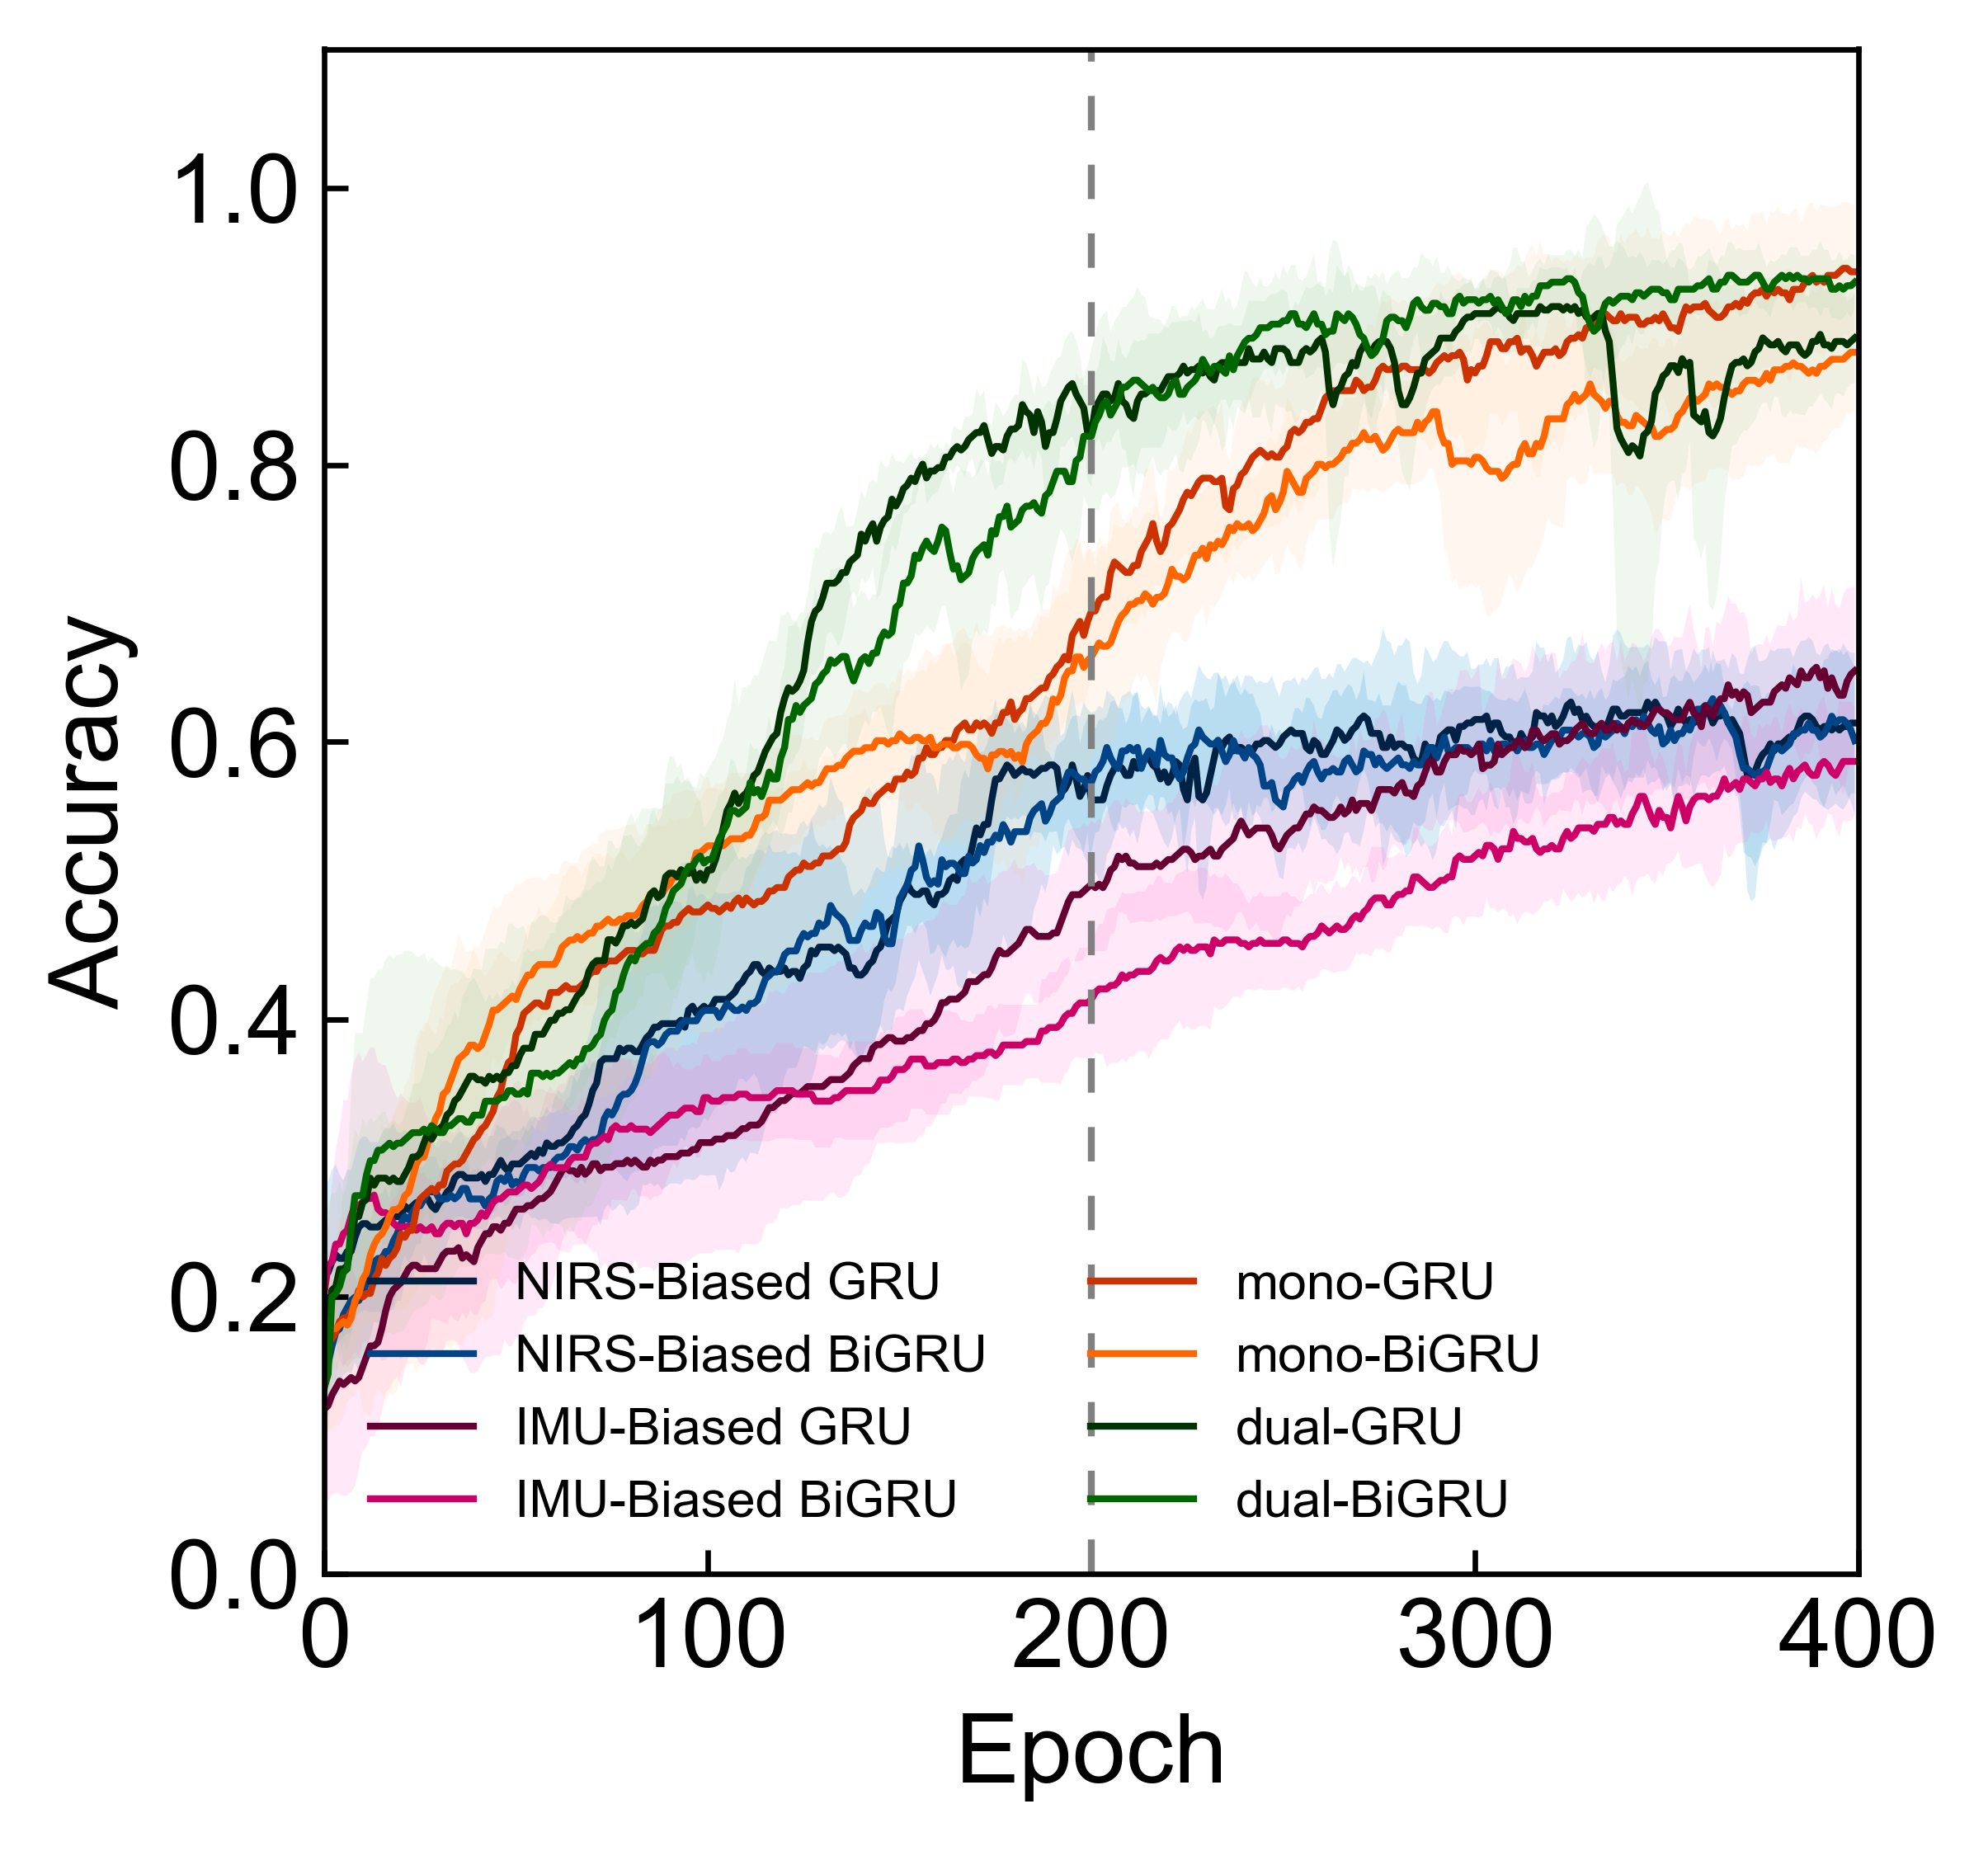 Accuracy
1.0
0.8
0.6
0.4
0.2
0.0
NIRS-Biased GRU
NIRS-Biased BiGRU
IMU-Biased GRU
IMU-Biased BiGRU
mono-GRU
mono-BiGRU
dual-GRU
dual-BiGRU
0 100 200 300 400
Epoch